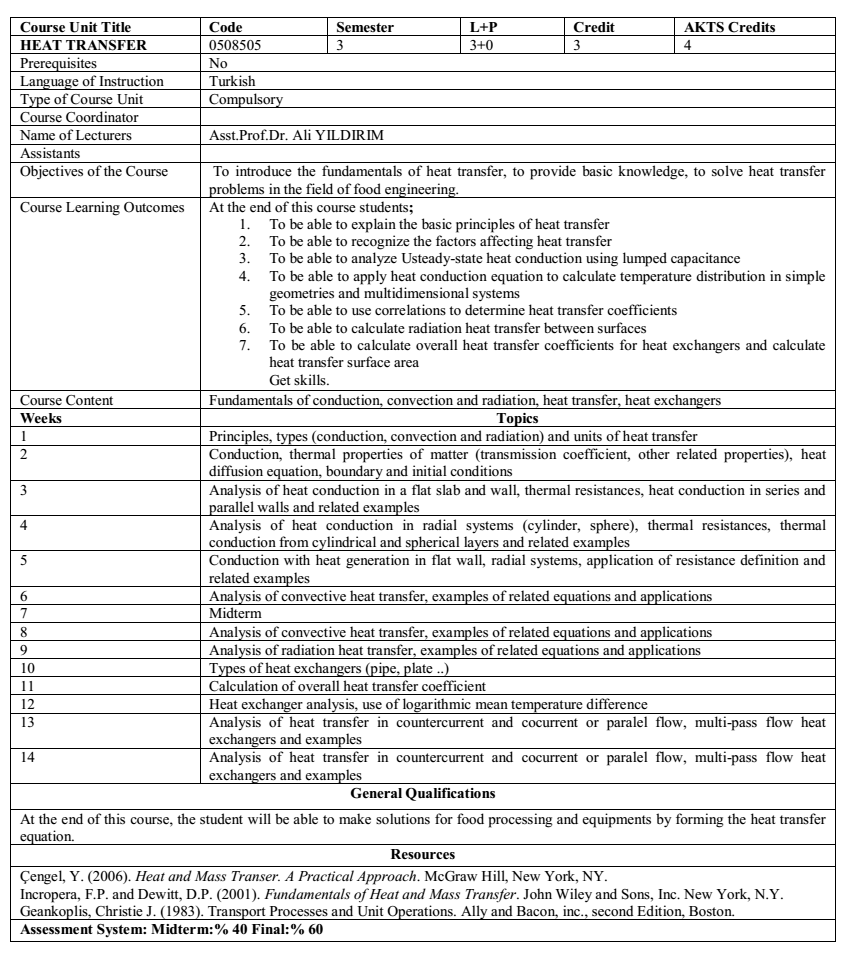 Course Unit Title Code Semester L+P Credit AKTS Credits
HEAT TRANSFER 0508505 3 3+0 3 4
Prerequisites No
Language of Instruction Turkish
Type of Course Unit Compulsory
Course Coordinator
Name of Lecturers Asst.Prof.Dr. Ali YILDIRIM
Assistants
Objectives of the Course To introduce the fundamentals of heat transfer, to provide basic knowledge, to solve heat transfer
problems in the field of food engineering.
Course Learning Outcomes At the end of this course students;
1. To be able to explain the basic principles of heat transfer
2. To be able to recognize the factors affecting heat transfer
3. To be able to analyze Usteady-state heat conduction using lumped capacitance
4. To be able to apply heat conduction equation to calculate temperature distribution in simple
geometries and multidimensional systems
5. To be able to use correlations to determine heat transfer coefficients
6. To be able to calculate radiation heat transfer between surfaces
7. To be able to calculate overall heat transfer coefficients for heat exchangers and calculate
heat transfer surface area
Get skills.
Course Content Fundamentals of conduction, convection and radiation, heat transfer, heat exchangers
Weeks Topics
1 Principles, types (conduction, convection and radiation) and units of heat transfer
2 Conduction, thermal properties of matter (transmission coefficient, other related properties), heat
diffusion equation, boundary and initial conditions
3 Analysis of heat conduction in a flat slab and wall, thermal resistances, heat conduction in series and
parallel walls and related examples
4 Analysis of heat conduction in radial systems (cylinder, sphere), thermal resistances, thermal
conduction from cylindrical and spherical layers and related examples
5 Conduction with heat generation in flat wall, radial systems, application of resistance definition and
related examples
6 Analysis of convective heat transfer, examples of related equations and applications
7 Midterm
8 Analysis of convective heat transfer, examples of related equations and applications
9 Analysis of radiation heat transfer, examples of related equations and applications
10 Types of heat exchangers (pipe, plate ..)
11 Calculation of overall heat transfer coefficient
12 Heat exchanger analysis, use of logarithmic mean temperature difference
13 Analysis of heat transfer in countercurrent and cocurrent or paralel flow, multi-pass flow heat
exchangers and examples
14 Analysis of heat transfer in countercurrent and cocurrent or paralel flow, multi-pass flow heat
exchangers and examples
General Qualifications
At the end of this course, the student will be able to make solutions for food processing and equipments by forming the heat transfer
equation.
Resources
Çengel, Y. (2006). Heat and Mass Transer. A Practical Approach. McGraw Hill, New York, NY.
Incropera, F.P. and Dewitt, D.P. (2001). Fundamentals of Heat and Mass Transfer. John Wiley and Sons, Inc. New York, N.Y.
Geankoplis, Christie J. (1983). Transport Processes and Unit Operations. Ally and Bacon, inc., second Edition, Boston.
Assessment System: Midterm:% 40 Final:% 60